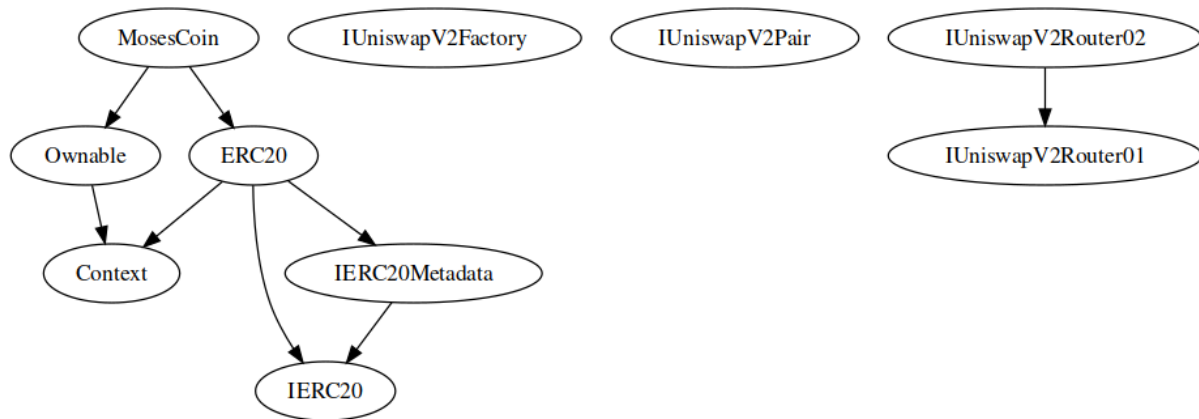 MosesCoin
IUniswapV2Factory
IUniswapV2Pair
IUniswapV2Router02
Ownable
ERC20
IUniswapV2Router01
Context
IERC20Metadata
IERC20